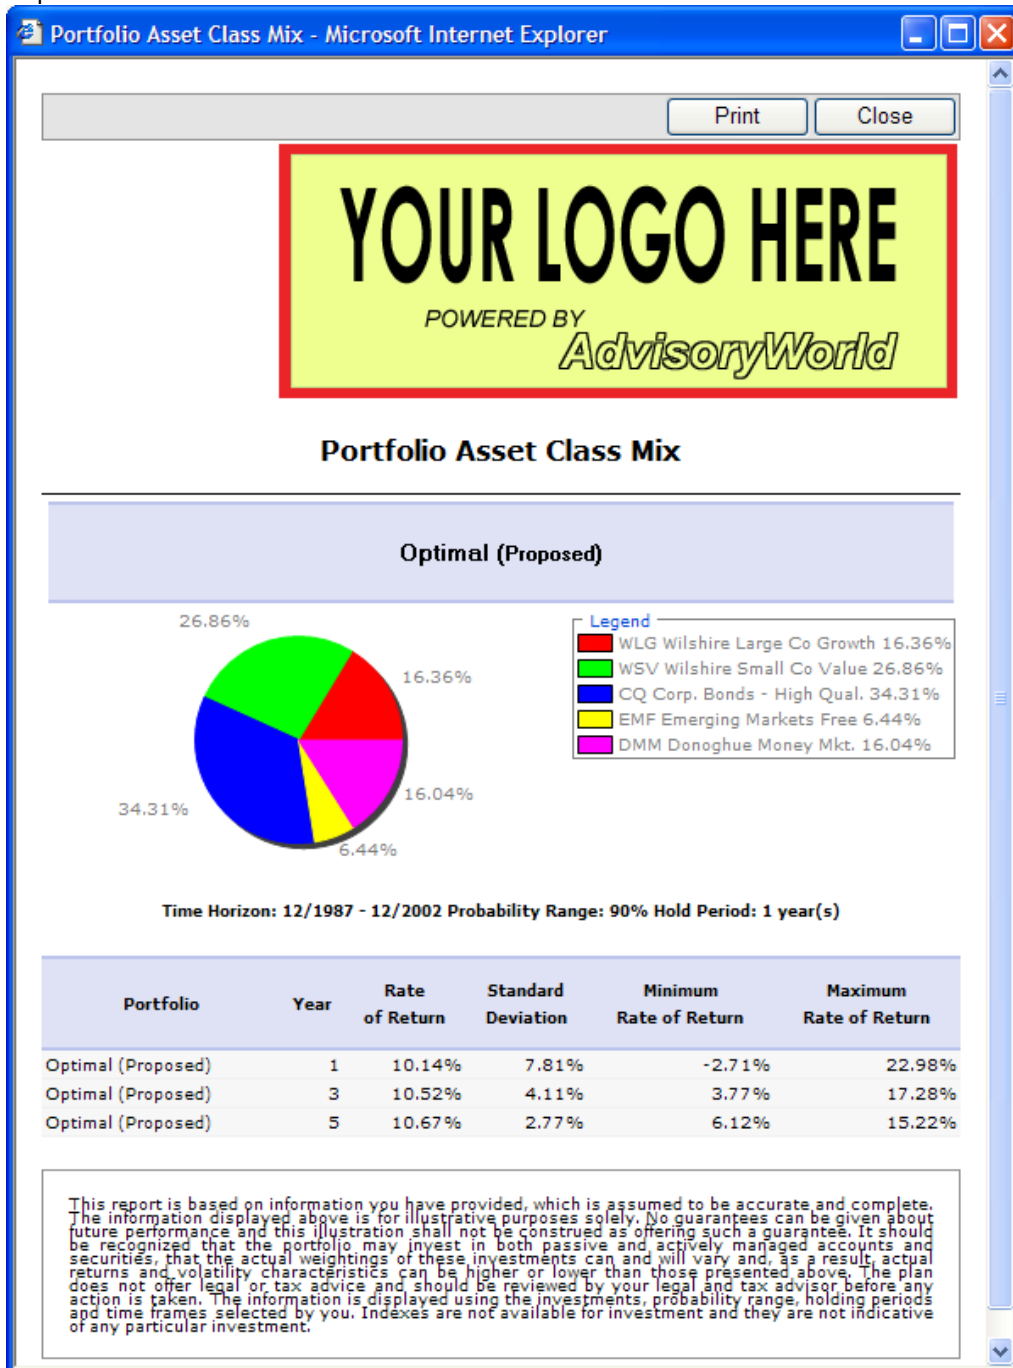 Portfolio Asset Class Mix - Microsoft Internet Explorer
Print Close
YOUR LOGO HERE
POWERED BY
AdvisoryWorld
Portfolio Asset Class Mix
Optimal (Proposed)
26.86%
16.36%
34.31%
16.04%
6.44%
Legend
WLG Wilshire Large Co Growth 16.36%
WSV Wilshire Small Co Value 26.86%
CQ Corp. Bonds - High Qual. 34.31%
EMF Emerging Markets Free 6.44%
DMM Donoghue Money Mkt. 16.04%
Time Horizon: 12/1987 - 12/2002 Probability Range: 90% Hold Period: 1 year(s)
Portfolio Year Rate of Return Standard Deviation Minimum Rate of Return Maximum Rate of Return
Optimal (Proposed) 1 10.14% 7.81% -2.71% 22.98%
Optimal (Proposed) 3 10.52% 4.11% 3.77% 17.28%
Optimal (Proposed) 5 10.67% 2.77% 6.12% 15.22%
This report is based on information you have provided, which is assumed to be accurate and complete.
The information displayed above is for illustrative purposes solely. No guarantees can be given about
future performance and this illustration shall not be construed as offering such a guarantee. It should
be recognized that the portfolio may invest in both passive and actively managed accounts and
securities, that the actual weightings of these investments can and will vary and, as a result, actual
returns and volatility characteristics can be higher or lower than those presented above. The plan
does not offer legal or tax advice and should be reviewed by your legal and tax advisor before any
action is taken. The information is displayed using the investments, probability range, holding periods
and time frames selected by you. Indexes are not available for investment and they are not indicative
of any particular investment.